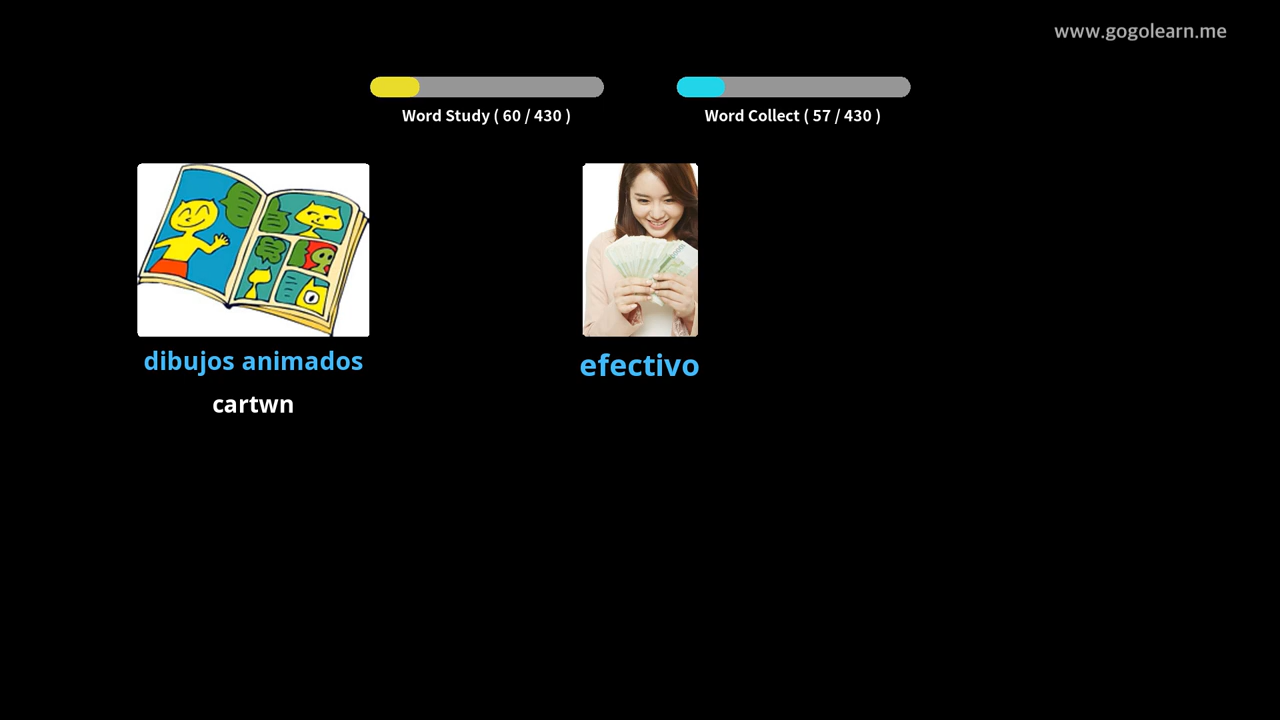 www.gogolearn.me
Word Study ( 60 / 430 )
Word Collect ( 57 / 430 )
dibujos animados
cartwn
efectivo